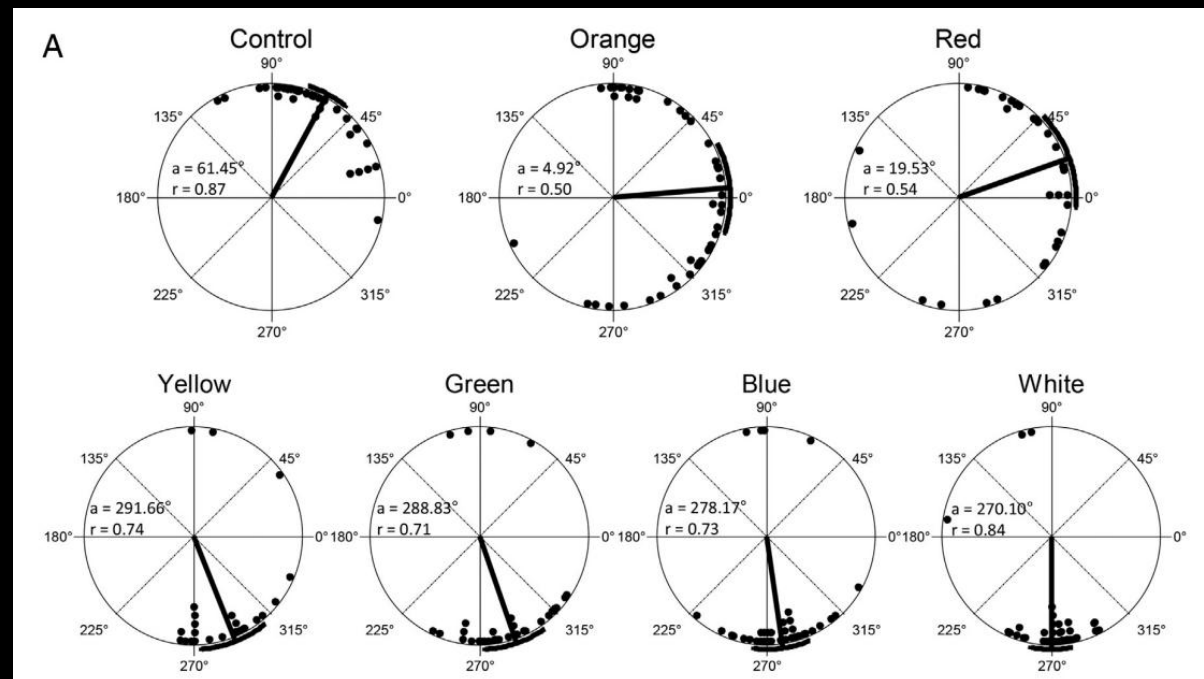 A
Control
Orange
Red
90°
90°
90°
135°
45°
135°
45°
135°
45°
a = 61.45°
r = 0.87
a = 4.92°
r = 0.50
a = 19.53°
r = 0.54
180°
0°
180°
0°
180°
0°
225°
315°
225°
315°
225°
315°
270°
270°
270°
Yellow
Green
Blue
White
90°
90°
90°
90°
135°
45°
135°
45°
135°
45°
135°
45°
a = 291.66°
r = 0.74
a = 288.83°
r = 0.71
a = 278.17°
r = 0.73
a = 270.10°
r = 0.84
180°
0°
180°
0°
180°
0°
180°
0°
225°
315°
225°
315°
225°
315°
225°
315°
270°
270°
270°
270°